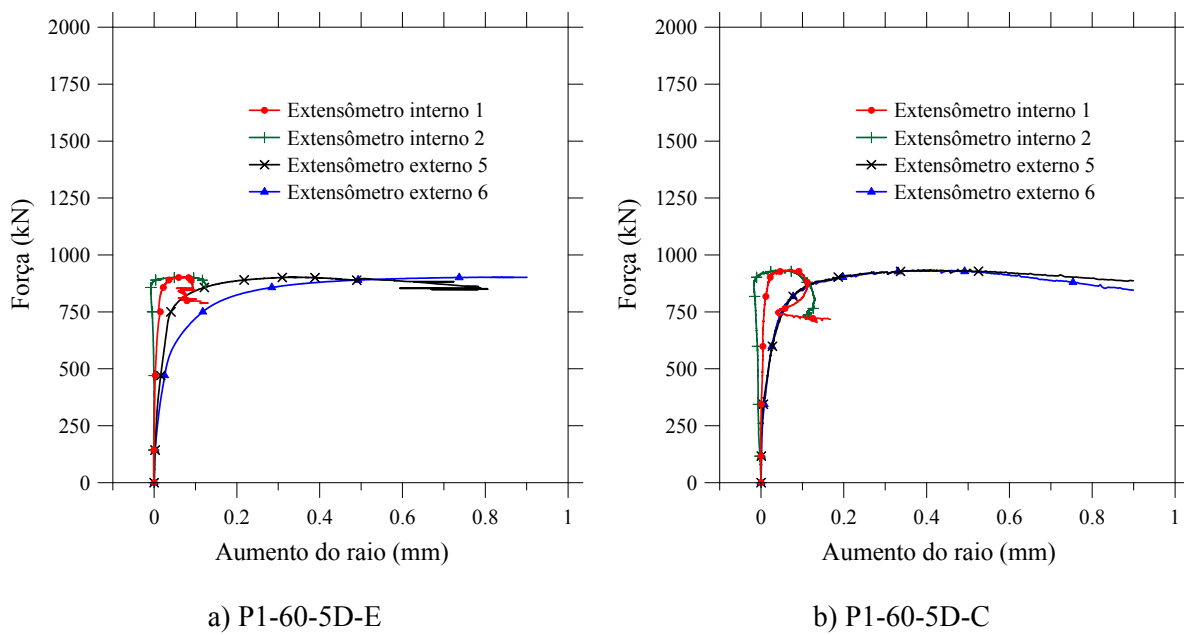 2000
1750
1500
1250
1000
750
500
250
0
Força (kN)
Extensômetro interno 1
Extensômetro interno 2
Extensômetro externo 5
Extensômetro externo 6
0 0.2 0.4 0.6 0.8 1
Aumento do raio (mm)
a) P1-60-5D-E
2000
1750
1500
1250
1000
750
500
250
0
Força (kN)
Extensômetro interno 1
Extensômetro interno 2
Extensômetro externo 5
Extensômetro externo 6
0 0.2 0.4 0.6 0.8 1
Aumento do raio (mm)
b) P1-60-5D-C